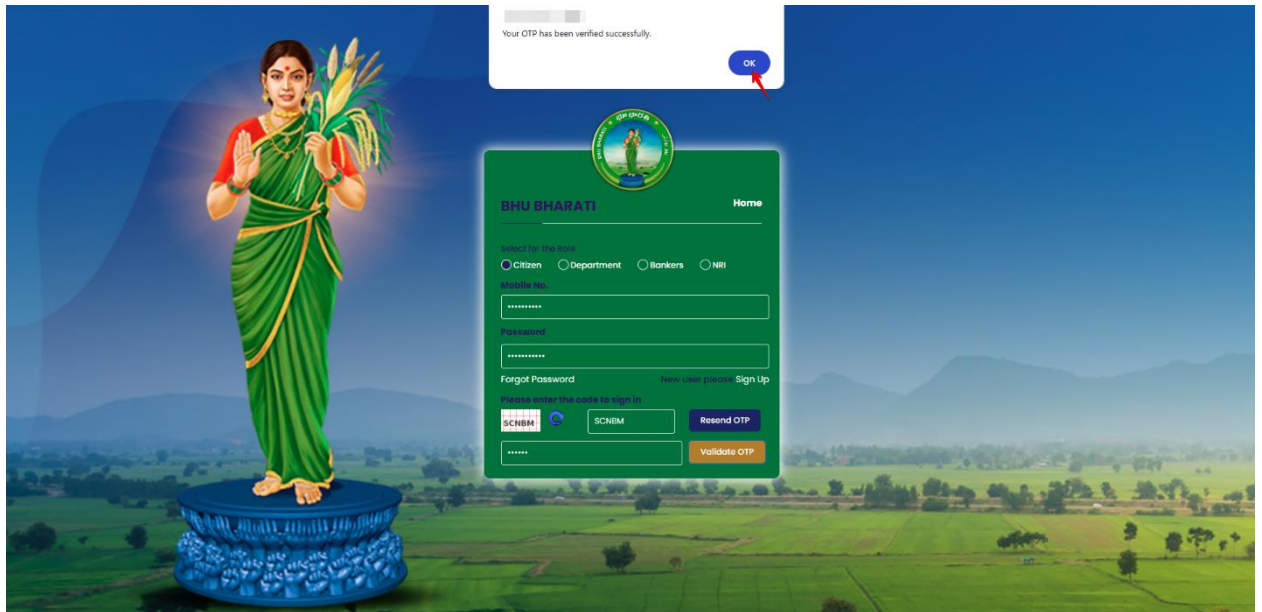 Your OTP has been verified successfully.
OK
BHU BHARATI
Home
Select for the Role
Citizen Department Bankers NRI
Mobile No.
••••••••••
Password
•••••••••••
Forgot Password New user please Sign Up
Please enter the code to sign in
SCNBM SCNBM Resend OTP
•••••• Validate OTP